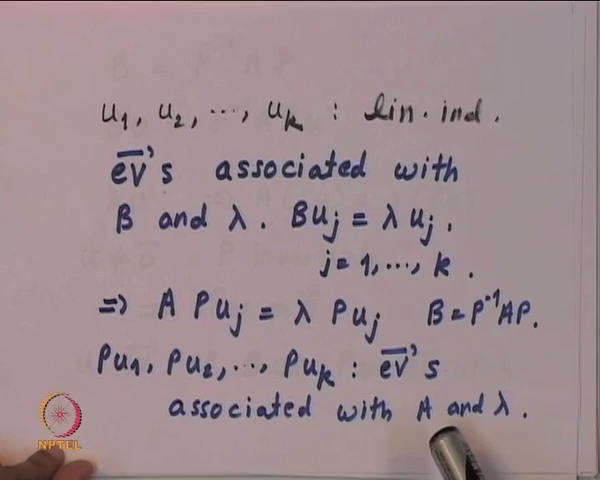 u₁, u₂, ..., uₖ : lin. ind.
ev̄'s associated with
B and λ. Buⱼ = λ uⱼ,
j = 1, ..., k.
=> A Puⱼ = λ Puⱼ B = P⁻¹AP.
Pu₁, Pu₂, ..., Puₖ : ev̄'s
associated with A and λ.
NPTEL